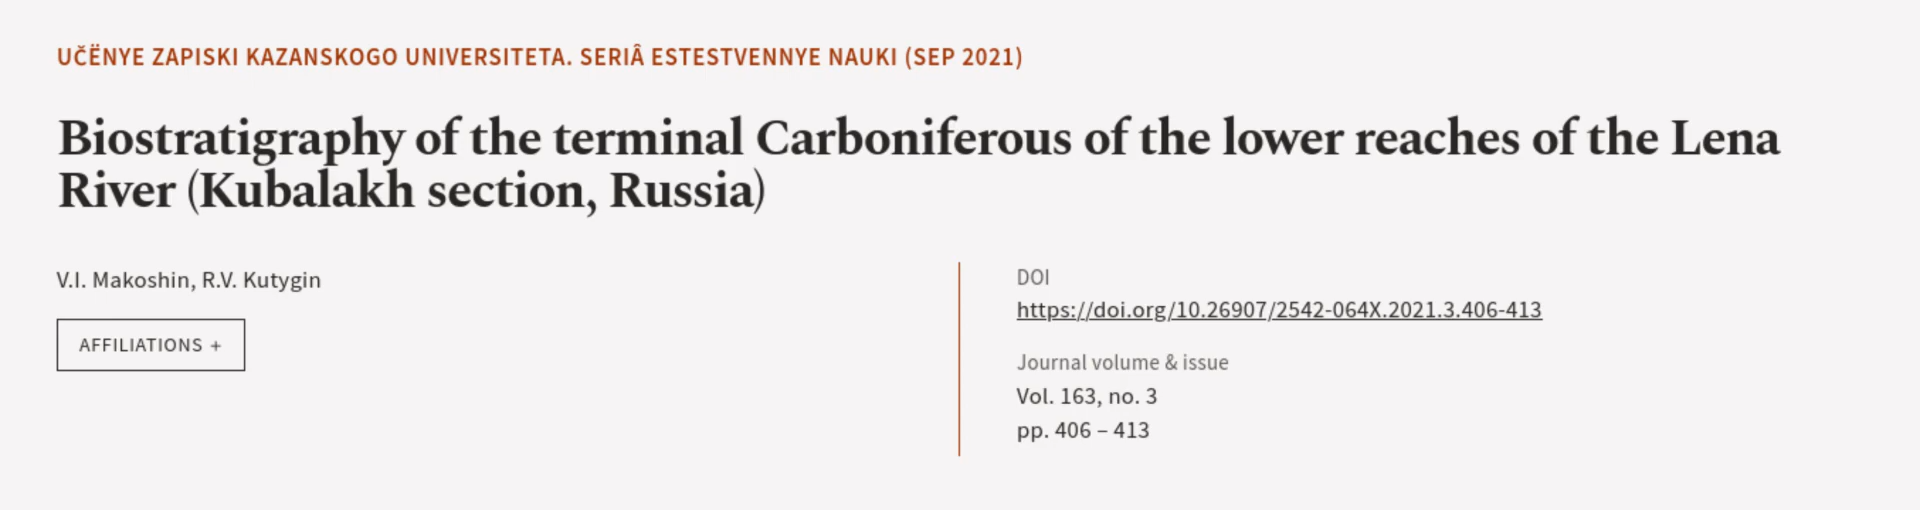 UČËNYE ZAPISKI KAZANSKOGO UNIVERSITETA. SERIÂ ESTESTVENNYE NAUKI (SEP 2021)
Biostratigraphy of the terminal Carboniferous of the lower reaches of the Lena
River (Kubalakh section, Russia)
V.I. Makoshin, R.V. Kutygin
AFFILIATIONS +
DOI
https://doi.org/10.26907/2542-064X.2021.3.406-413
Journal volume & issue
Vol. 163, no. 3
pp. 406 – 413